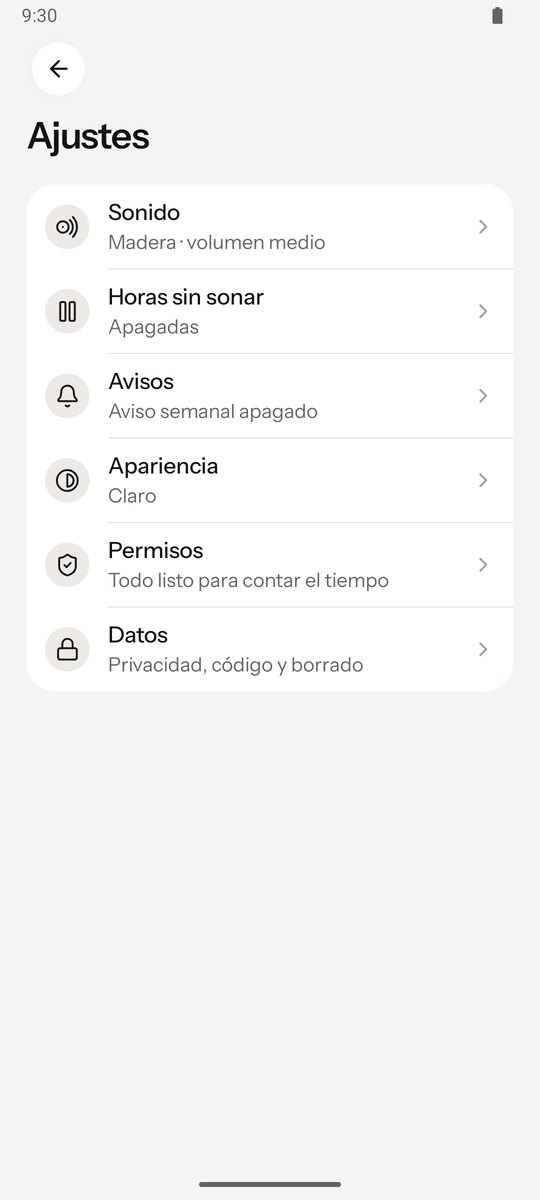 9:30
Ajustes
Sonido
Madera · volumen medio
Horas sin sonar
Apagadas
Avisos
Aviso semanal apagado
Apariencia
Claro
Permisos
Todo listo para contar el tiempo
Datos
Privacidad, código y borrado